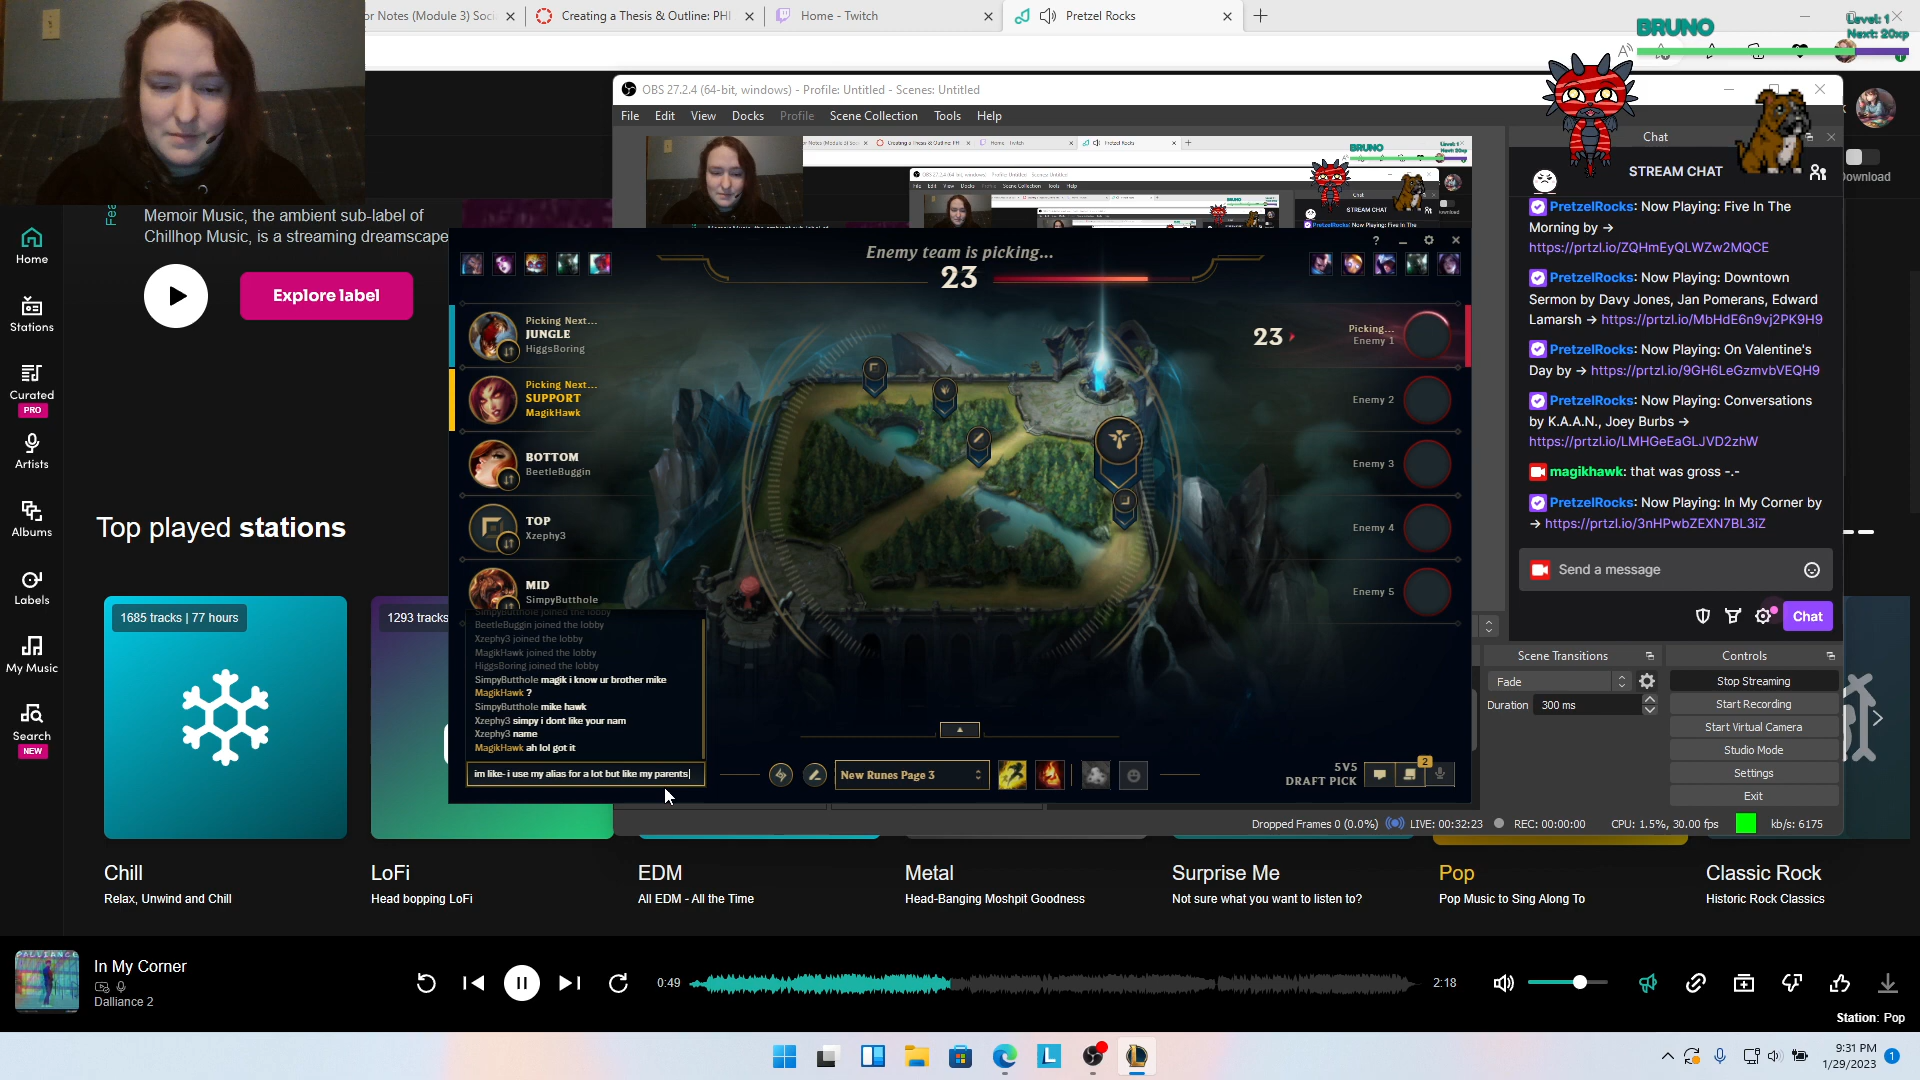 or Notes (Module 3) Soci
Creating a Thesis & Outline: PHI
Home - Twitch
Pretzel Rocks
BRUNO
Level: 1
Next: 20xp
OBS 27.2.4 (64-bit, windows) - Profile: Untitled - Scenes: Untitled
File Edit View Docks Profile Scene Collection Tools Help
Chat
STREAM CHAT
Download
PretzelRocks: Now Playing: Five In The
Morning by →
https://prtzl.io/ZQHmEyQLWZw2MQCE
PretzelRocks: Now Playing: Downtown
Sermon by Davy Jones, Jan Pomerans, Edward
Lamarsh → https://prtzl.io/MbHdE6n9vj2PK9H9
PretzelRocks: Now Playing: On Valentine's
Day by → https://prtzl.io/9GH6LeGzmvbVEQH9
PretzelRocks: Now Playing: Conversations
by K.A.A.N., Joey Burbs →
https://prtzl.io/LMHGeEaGLJVD2zhW
magikhawk: that was gross -.-
PretzelRocks: Now Playing: In My Corner by
→ https://prtzl.io/3nHPwbZEXN7BL3iZ
Send a message
Chat
Scene Transitions
Fade
Duration 300 ms
Controls
Stop Streaming
Start Recording
Start Virtual Camera
Studio Mode
Settings
Exit
Dropped Frames 0 (0.0%)
LIVE: 00:32:23
REC: 00:00:00
CPU: 1.5%, 30.00 fps
kb/s: 6175
Memoir Music, the ambient sub-label of
Chillhop Music, is a streaming dreamscape
Explore label
Home
Stations
Curated
PRO
Artists
Albums
Labels
My Music
Search
NEW
Top played stations
1685 tracks | 77 hours
1293 tracks
Enemy team is picking...
23
Picking Next...
JUNGLE
HiggsBoring
Picking Next...
SUPPORT
MagikHawk
BOTTOM
BeetleBuggin
TOP
Xzephy3
MID
SimpyButthole
23
Picking...
Enemy 1
Enemy 2
Enemy 3
Enemy 4
Enemy 5
SimpyButthole joined the lobby
BeetleBuggin joined the lobby
Xzephy3 joined the lobby
MagikHawk joined the lobby
HiggsBoring joined the lobby
SimpyButthole magik i know ur brother mike
MagikHawk ?
SimpyButthole mike hawk
Xzephy3 simpy i dont like your nam
Xzephy3 name
MagikHawk ah lol got it
im like- i use my alias for a lot but like my parents
New Runes Page 3
5V5
DRAFT PICK
2
Chill
Relax, Unwind and Chill
LoFi
Head bopping LoFi
EDM
All EDM - All the Time
Metal
Head-Banging Moshpit Goodness
Surprise Me
Not sure what you want to listen to?
Pop
Pop Music to Sing Along To
Classic Rock
Historic Rock Classics
In My Corner
Dalliance 2
0:49
2:18
Station: Pop
9:31 PM
1/29/2023
1